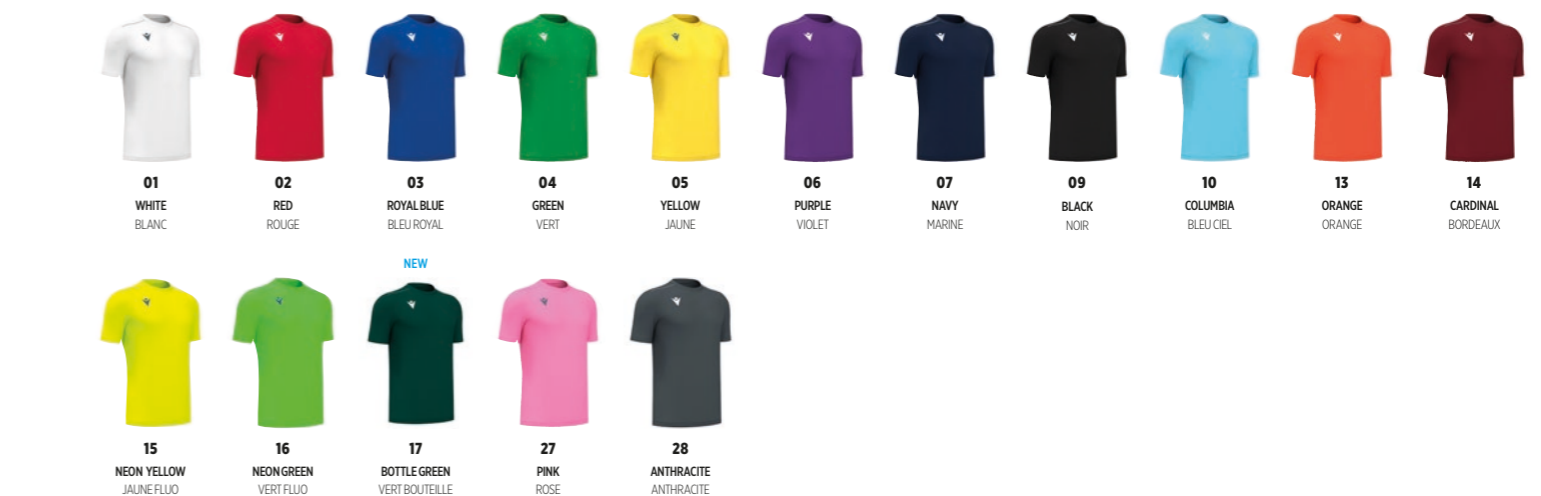 01 02 03 04 05 06 07 09 10 13 14
WHITE RED ROYAL BLUE GREEN YELLOW PURPLE NAVY BLACK COLUMBIA ORANGE CARDINAL
BLANC ROUGE BLEU ROYAL VERT JAUNE VIOLET MARINE NOIR BLEU CIEL ORANGE BORDEAUX
NEW
15 16 17 27 28
NEON YELLOW NEON GREEN BOTTLE GREEN PINK ANTHRACITE
JAUNE FLUO VERT FLUO VERT BOUTEILLE ROSE ANTHRACITE